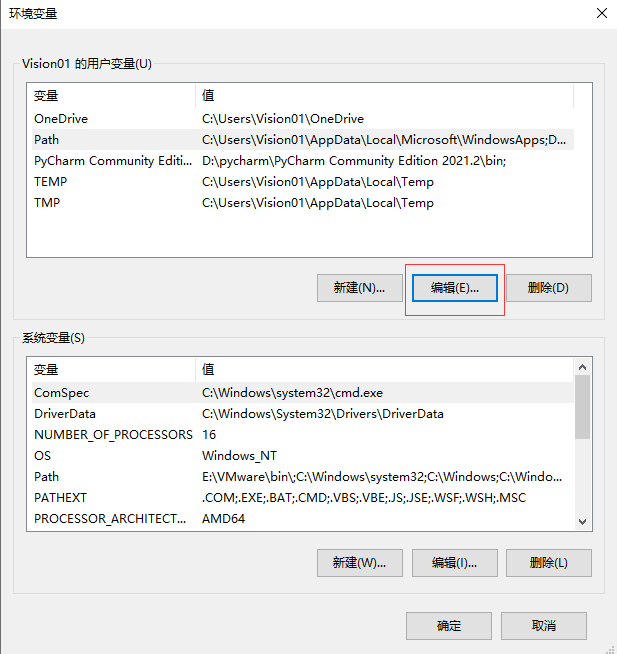 环境变量
Vision01 的用户变量(U)
变量 值
OneDrive C:\Users\Vision01\OneDrive
Path C:\Users\Vision01\AppData\Local\Microsoft\WindowsApps;D...
PyCharm Community Editi... D:\pycharm\PyCharm Community Edition 2021.2\bin;
TEMP C:\Users\Vision01\AppData\Local\Temp
TMP C:\Users\Vision01\AppData\Local\Temp
新建(N)... 编辑(E)... 删除(D)
系统变量(S)
变量 值
ComSpec C:\Windows\system32\cmd.exe
DriverData C:\Windows\System32\Drivers\DriverData
NUMBER_OF_PROCESSORS 16
OS Windows_NT
Path E:\VMware\bin\;C:\Windows\system32;C:\Windows;C:\Windo...
PATHEXT .COM;.EXE;.BAT;.CMD;.VBS;.VBE;.JS;.JSE;.WSF;.WSH;.MSC
PROCESSOR_ARCHITECT... AMD64
新建(W)... 编辑(I)... 删除(L)
确定 取消